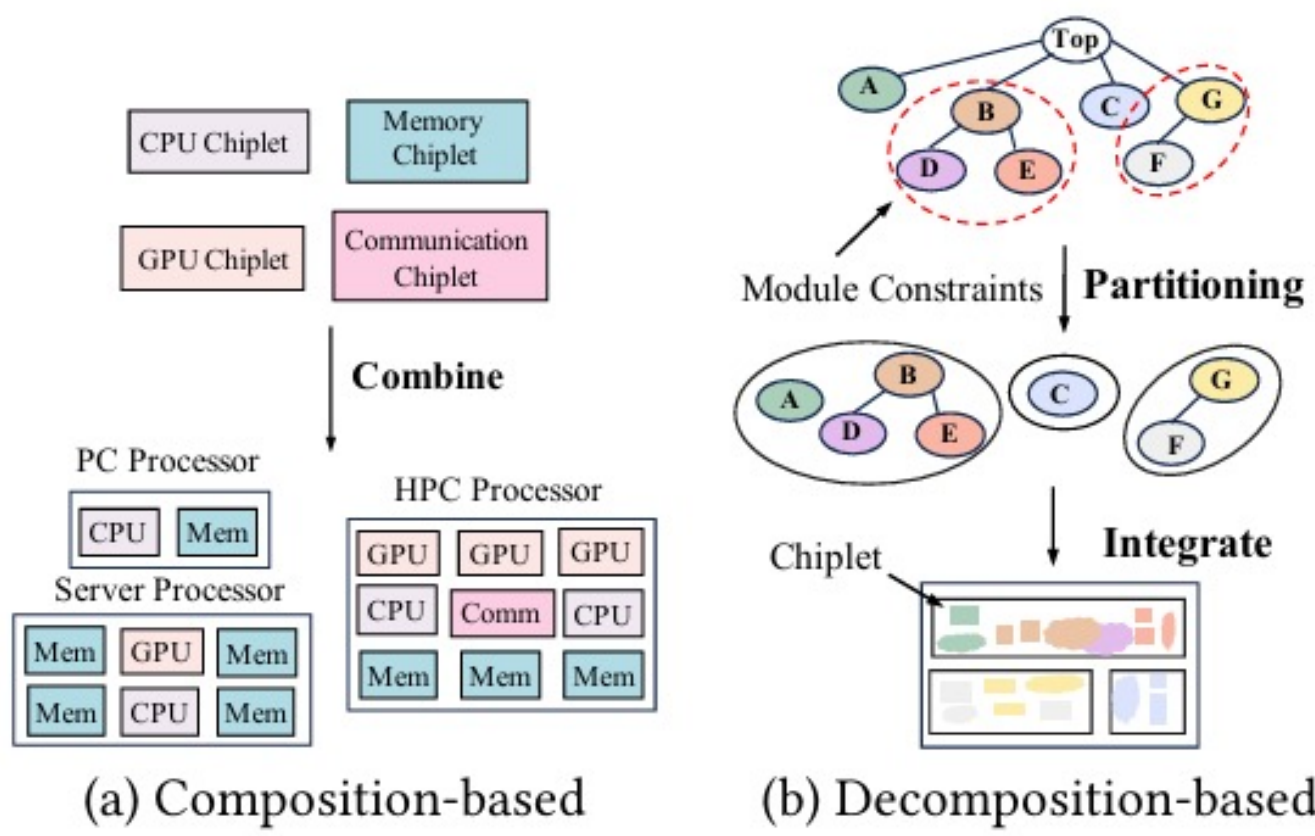 CPU Chiplet
Memory
Chiplet
GPU Chiplet
Communication
Chiplet
Combine
PC Processor
CPU Mem
Server Processor
Mem GPU Mem
Mem CPU Mem
HPC Processor
GPU GPU GPU
CPU Comm CPU
Mem Mem Mem
(a) Composition-based
Top
A
B
C
G
D
E
F
Module Constraints
Partitioning
A
B
D
E
C
G
F
Chiplet
Integrate
(b) Decomposition-based